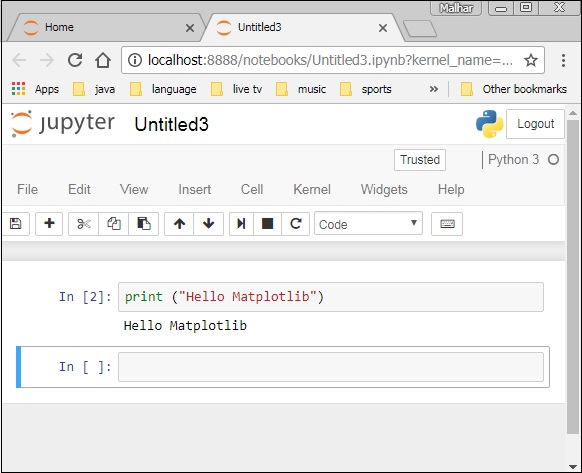 Malhar
Home
Untitled3
localhost:8888/notebooks/Untitled3.ipynb?kernel_name=...
Apps java language live tv music sports » Other bookmarks
jupyter Untitled3 Logout
Trusted Python 3
File Edit View Insert Cell Kernel Widgets Help
Code
In [2]: print ("Hello Matplotlib")
Hello Matplotlib
In [ ]: